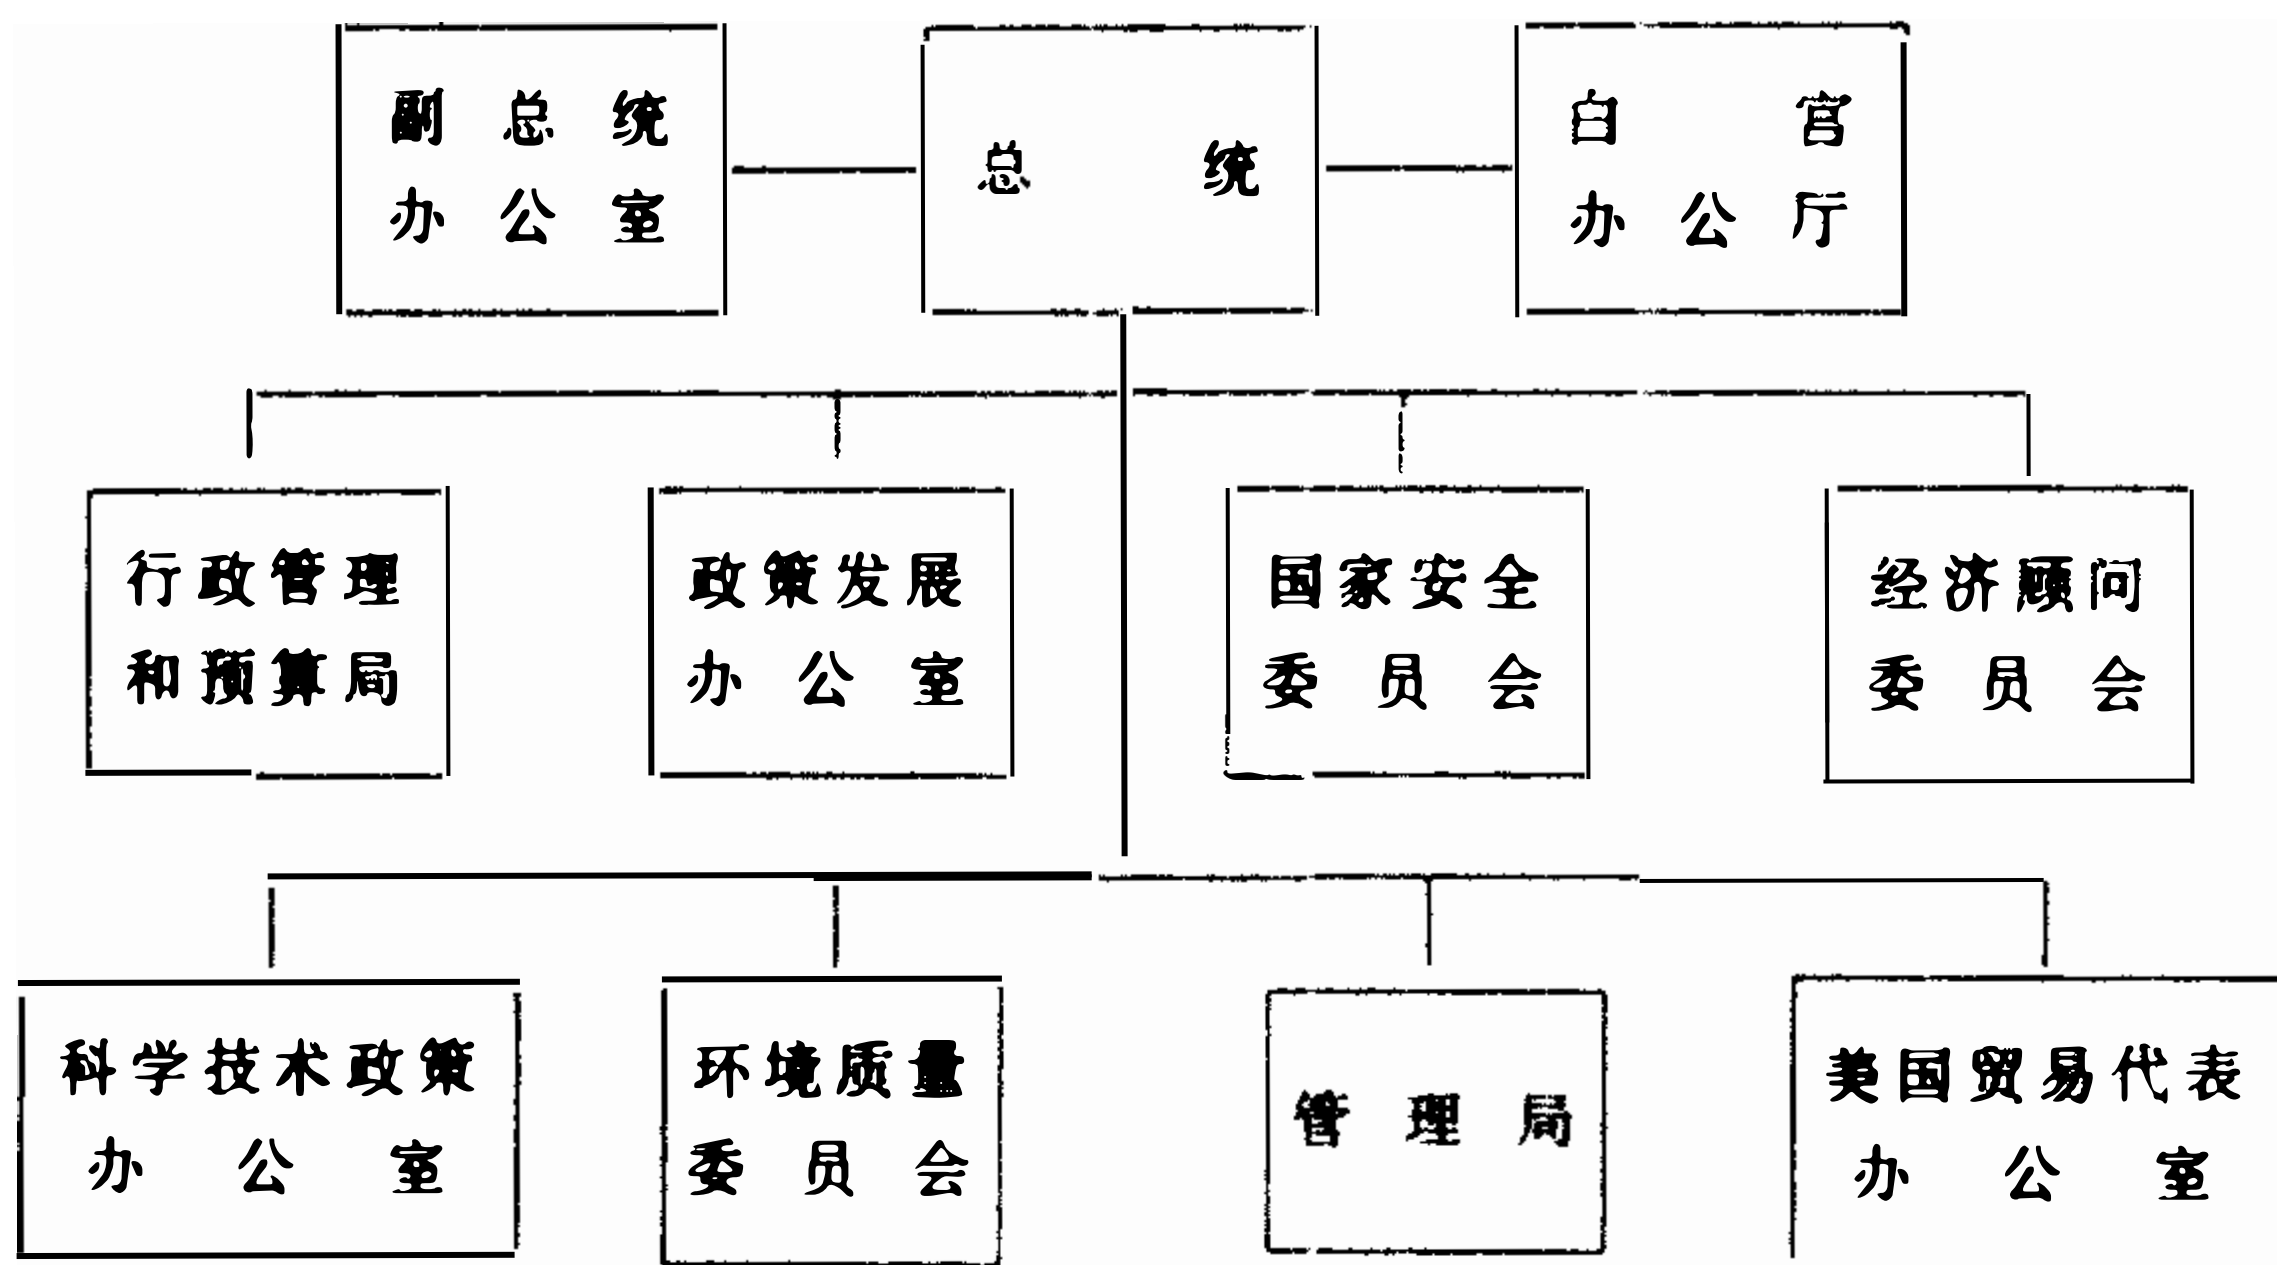 副总统
办公室
总统
白宫
办公厅
行政管理
和预算局
政策发展
办公室
国家安全
委员会
经济顾问
委员会
科学技术政策
办公室
环境质量
委员会
管理局
美国贸易代表
办公室